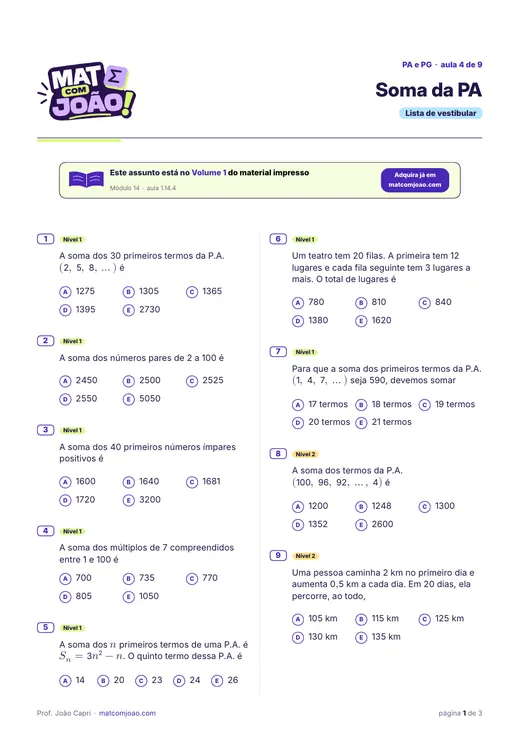 MAT Σ
COM
JOÃO!
PA e PG · aula 4 de 9
Soma da PA
Lista de vestibular
Este assunto está no Volume 1 do material impresso
Módulo 14 · aula 1.14.4
Adquira já em
matcomjoao.com
1 Nível 1
A soma dos 30 primeiros termos da P.A.
(2, 5, 8, ...) é
A 1275 B 1305 C 1365
D 1395 E 2730
2 Nível 1
A soma dos números pares de 2 a 100 é
A 2450 B 2500 C 2525
D 2550 E 5050
3 Nível 1
A soma dos 40 primeiros números ímpares
positivos é
A 1600 B 1640 C 1681
D 1720 E 3200
4 Nível 1
A soma dos múltiplos de 7 compreendidos
entre 1 e 100 é
A 700 B 735 C 770
D 805 E 1050
5 Nível 1
A soma dos n primeiros termos de uma P.A. é
Sₙ = 3n² − n. O quinto termo dessa P.A. é
A 14 B 20 C 23 D 24 E 26
6 Nível 1
Um teatro tem 20 filas. A primeira tem 12
lugares e cada fila seguinte tem 3 lugares a
mais. O total de lugares é
A 780 B 810 C 840
D 1380 E 1620
7 Nível 1
Para que a soma dos primeiros termos da P.A.
(1, 4, 7, ...) seja 590, devemos somar
A 17 termos B 18 termos C 19 termos
D 20 termos E 21 termos
8 Nível 2
A soma dos termos da P.A.
(100, 96, 92, ..., 4) é
A 1200 B 1248 C 1300
D 1352 E 2600
9 Nível 2
Uma pessoa caminha 2 km no primeiro dia e
aumenta 0,5 km a cada dia. Em 20 dias, ela
percorre, ao todo,
A 105 km B 115 km C 125 km
D 130 km E 135 km
Prof. João Capri · matcomjoao.com
página 1 de 3